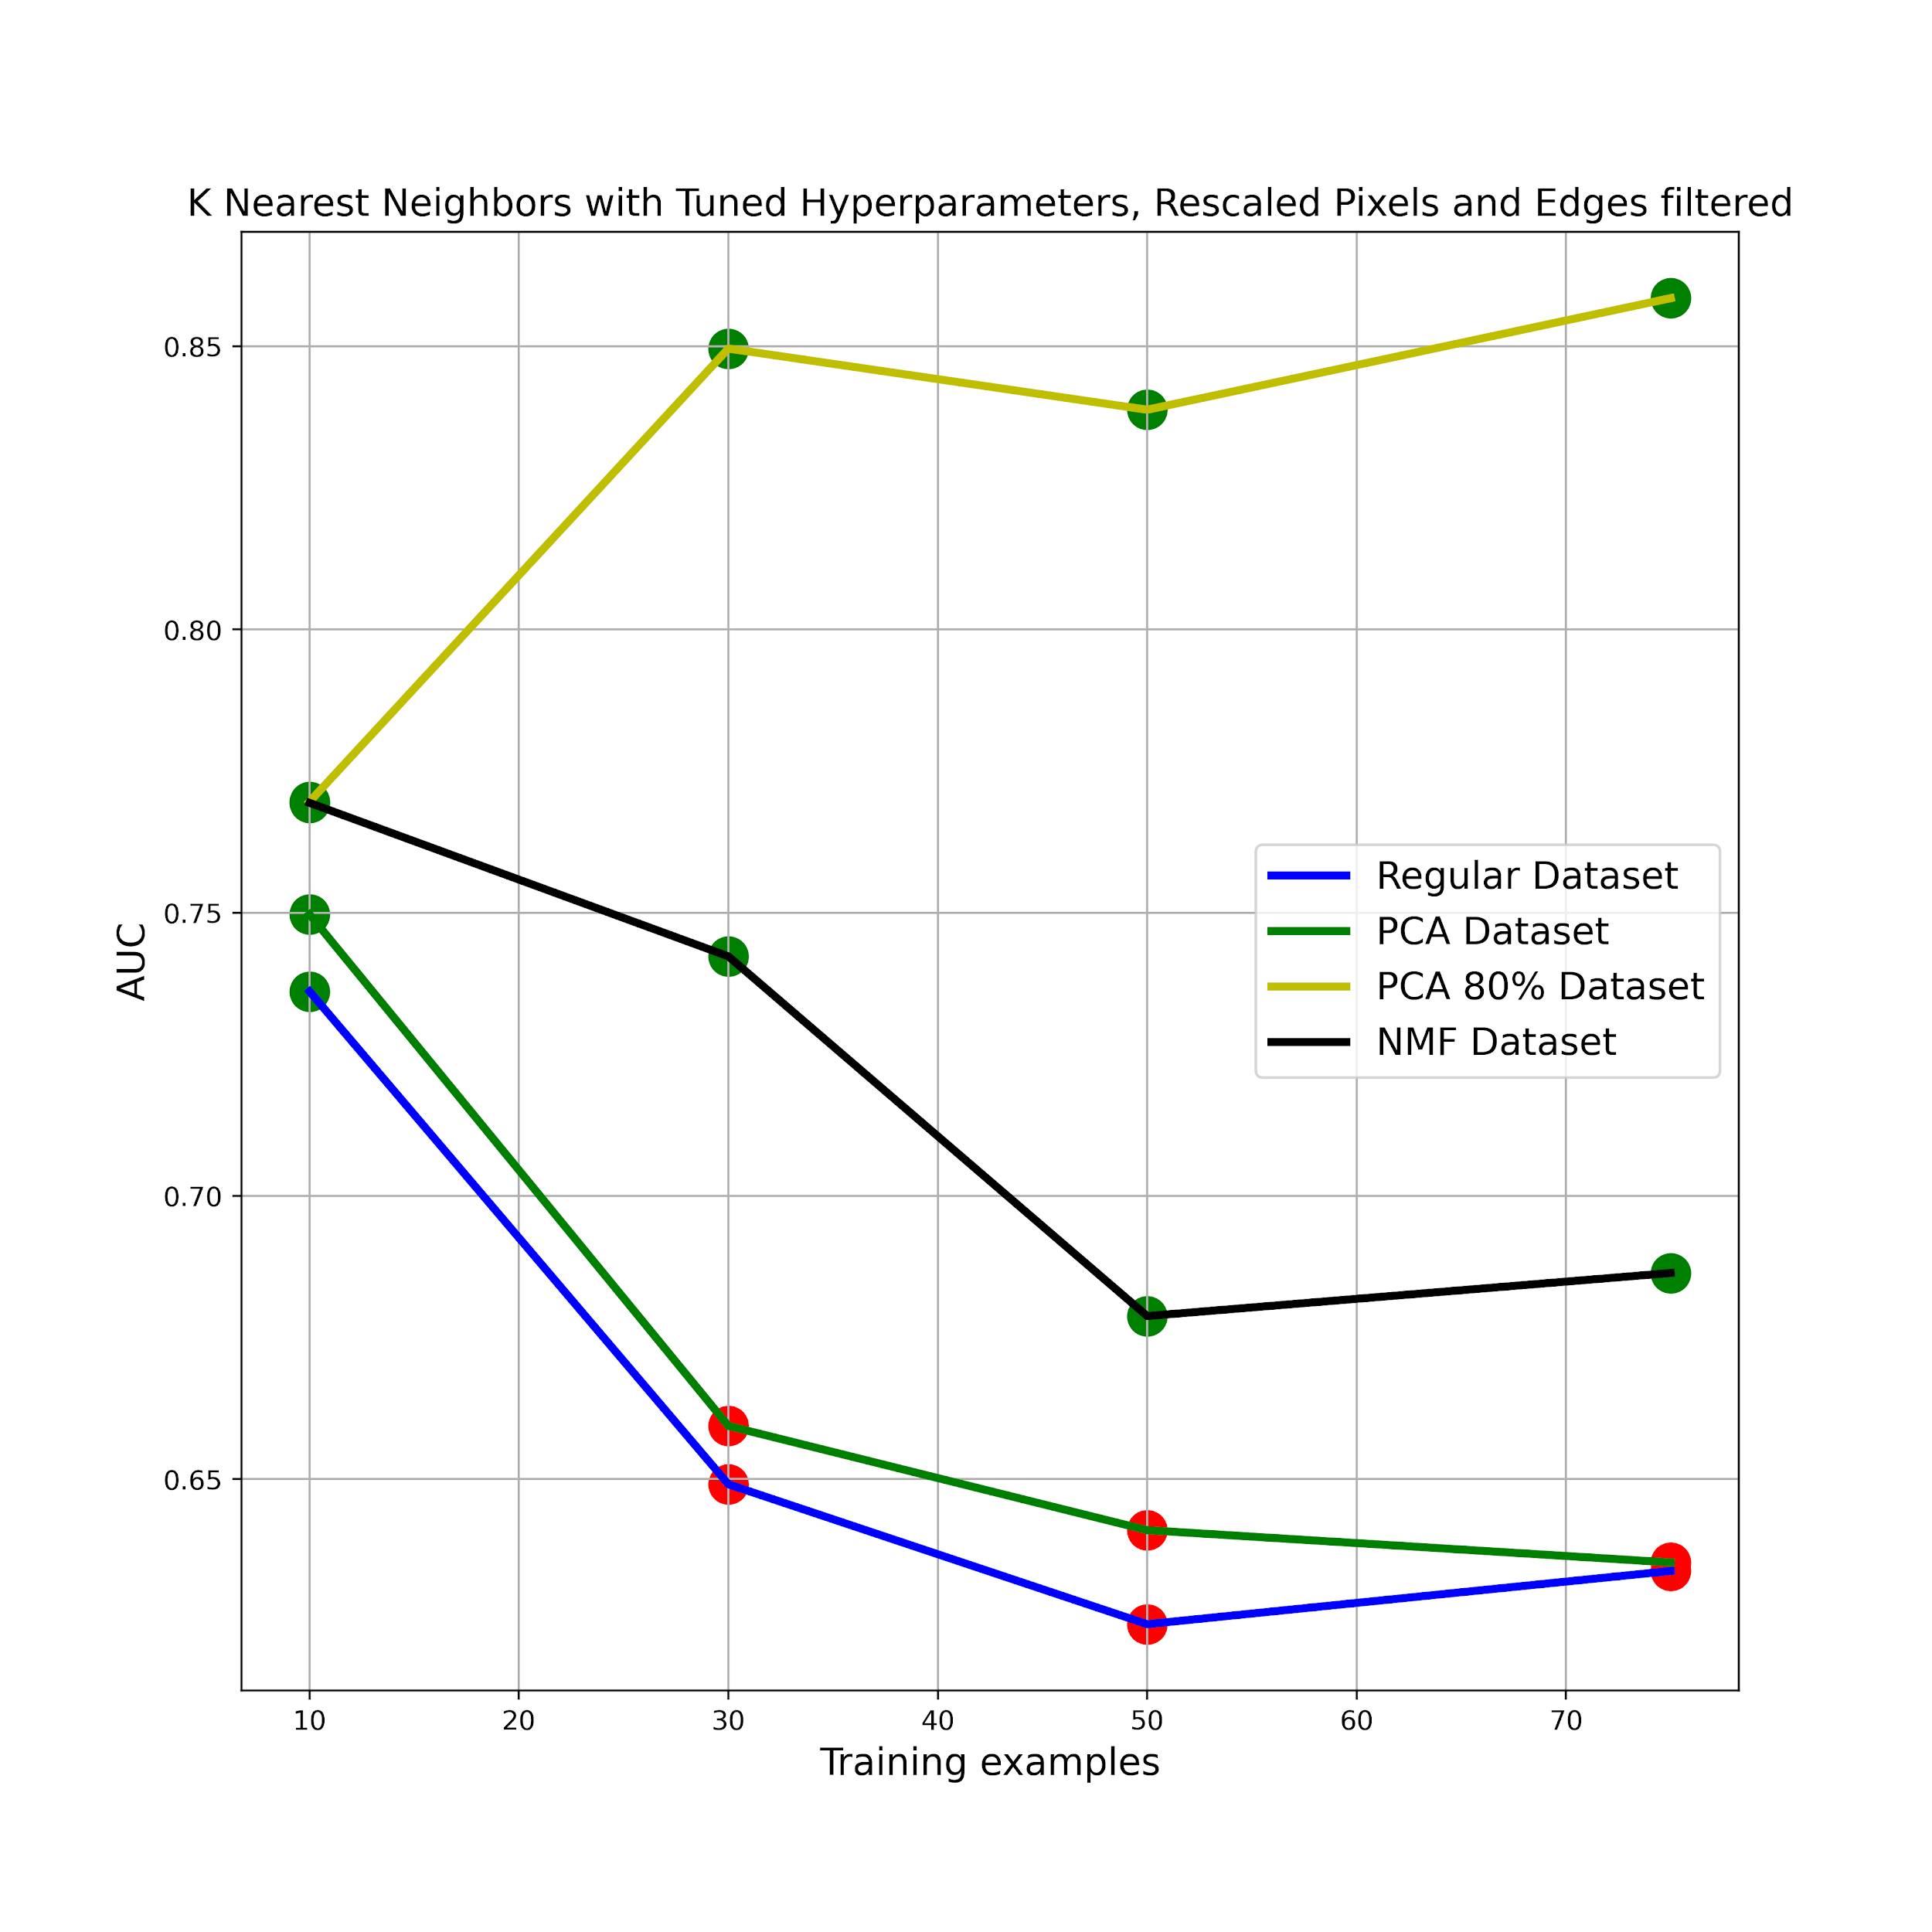 K Nearest Neighbors with Tuned Hyperparameters, Rescaled Pixels and Edges filtered
0.85
0.80
0.75
0.70
0.65
AUC
Regular Dataset
PCA Dataset
PCA 80% Dataset
NMF Dataset
10 20 30 40 50 60 70
Training examples